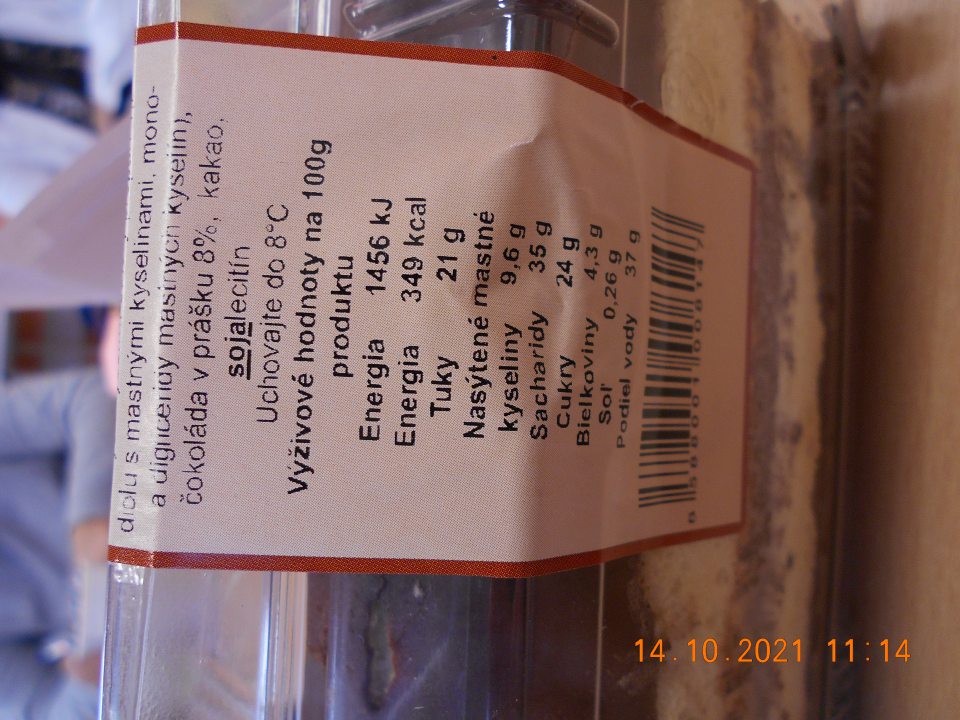 diolu s mastnými kyselinami, mono-
a digliceridy mastných kyselín),
čokoláda v prášku 8%, kakao,
sojalecitín
Uchovajte do 8°C
Výživové hodnoty na 100g
produktu
Energia 1456 kJ
Energia 349 kcal
Tuky 21 g
Nasýtené mastné
kyseliny 9,6 g
Sacharidy 35 g
Cukry 24 g
Bielkoviny 4,3 g
Soľ 0,26 g
Podiel vody 37 g
14.10.2021 11:14